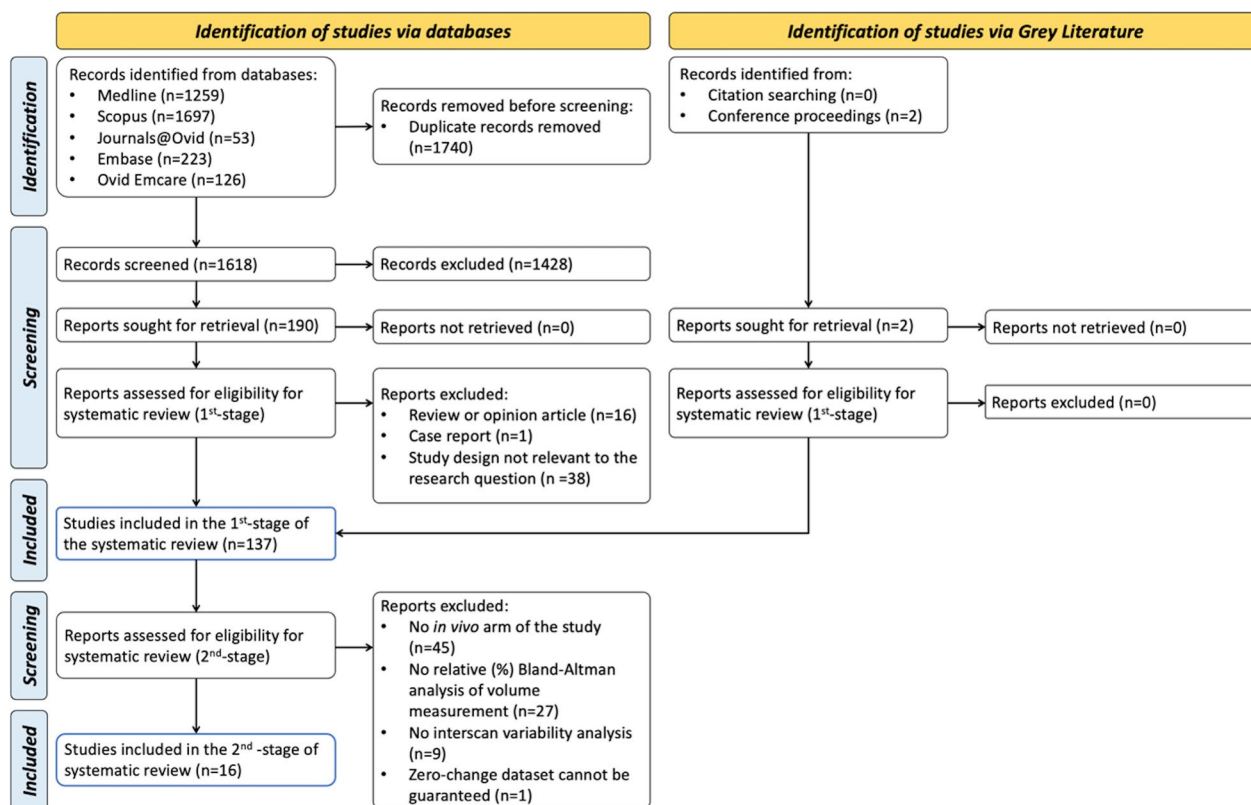 Identification of studies via databases
Identification of studies via Grey Literature
Identification
Records identified from databases:
• Medline (n=1259)
• Scopus (n=1697)
• Journals@Ovid (n=53)
• Embase (n=223)
• Ovid Emcare (n=126)
Records removed before screening:
• Duplicate records removed
(n=1740)
Records identified from:
• Citation searching (n=0)
• Conference proceedings (n=2)
Screening
Records screened (n=1618)
Records excluded (n=1428)
Reports sought for retrieval (n=190)
Reports not retrieved (n=0)
Reports sought for retrieval (n=2)
Reports not retrieved (n=0)
Reports assessed for eligibility for
systematic review (1st-stage)
Reports excluded:
• Review or opinion article (n=16)
• Case report (n=1)
• Study design not relevant to the
research question (n =38)
Reports assessed for eligibility for
systematic review (1st-stage)
Reports excluded (n=0)
Included
Studies included in the 1st-stage of
the systematic review (n=137)
Screening
Reports assessed for eligibility for
systematic review (2nd-stage)
Reports excluded:
• No in vivo arm of the study
(n=45)
• No relative (%) Bland-Altman
analysis of volume
measurement (n=27)
• No interscan variability analysis
(n=9)
• Zero-change dataset cannot be
guaranteed (n=1)
Included
Studies included in the 2nd -stage of
systematic review (n=16)